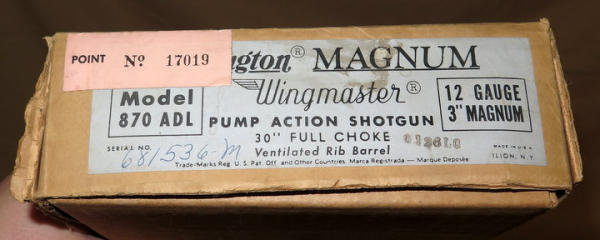 POINT Nº 17019
ngton® MAGNUM
Wingmaster®
Model
870 ADL
12 GAUGE
3" MAGNUM
PUMP ACTION SHOTGUN
30" FULL CHOKE
SERIAL NO.
681536-M
Ventilated Rib Barrel
MADE IN U.S.A.
Trade-Marks Reg. U.S. Pat. Off. and Other Countries. Marca Registrada — Marque Deposée
ILION, N.Y.